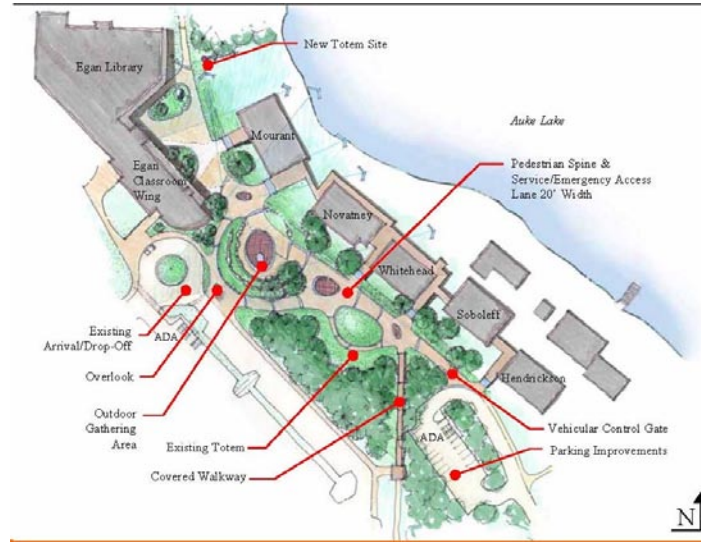 New Totem Site
Egan Library
Auke Lake
Mourant
Pedestrian Spine &
Service/Emergency Access
Lane 20' Width
Egan
Classroom
Wing
Novatney
Whitehead
Soboleff
Existing
Arrival/Drop-Off
ADA
Hendrickson
Overlook
Outdoor
Gathering
Area
Vehicular Control Gate
Existing Totem
ADA
Parking Improvements
Covered Walkway
N